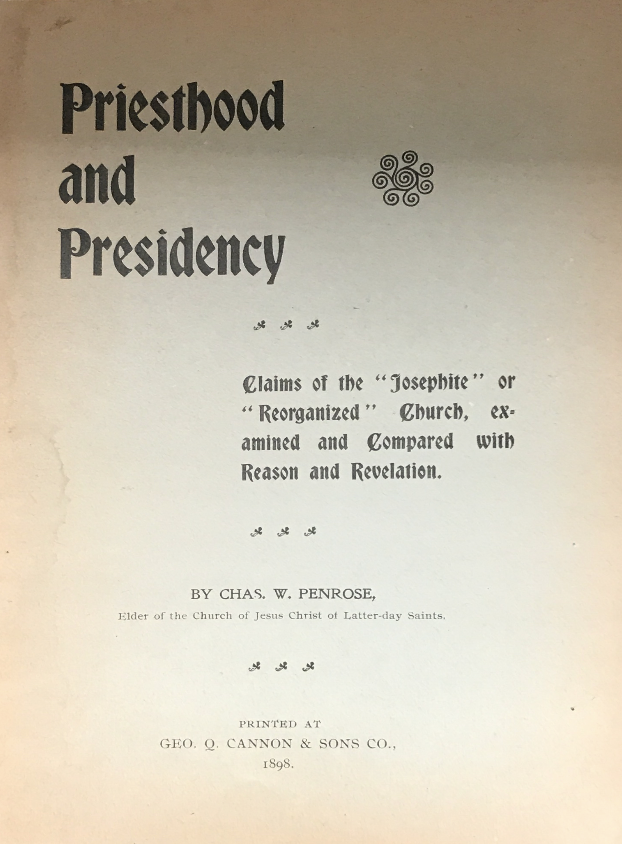 Priesthood
and
Presidency
Claims of the "Josephite" or
"Reorganized" Church, ex-
amined and Compared with
Reason and Revelation.
BY CHAS. W. PENROSE,
Elder of the Church of Jesus Christ of Latter-day Saints.
PRINTED AT
GEO. Q. CANNON & SONS CO.,
1898.